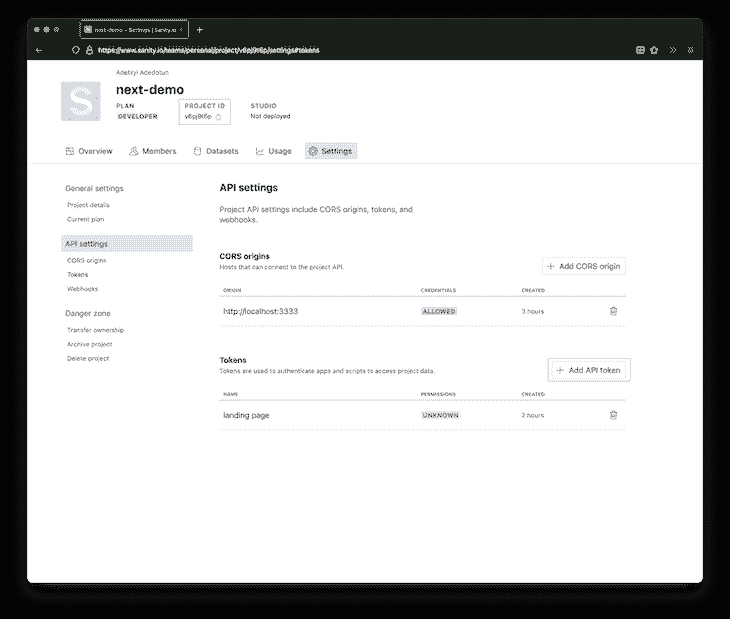 next-demo – Settings | Sanity.io
https://www.sanity.io/teams/personal/project/v6pj9t6p/settings#tokens
Adebiyi Adedotun
next-demo
PLAN
DEVELOPER
PROJECT ID
v6pj9t6p
STUDIO
Not deployed
Overview
Members
Datasets
Usage
Settings
General settings
Project details
Current plan
API settings
CORS origins
Tokens
Webhooks
Danger zone
Transfer ownership
Archive project
Delete project
API settings
Project API settings include CORS origins, tokens, and
webhooks.
CORS origins
Hosts that can connect to the project API.
+ Add CORS origin
ORIGIN CREDENTIALS CREATED
http://localhost:3333 ALLOWED 3 hours
Tokens
Tokens are used to authenticate apps and scripts to access project data.
+ Add API token
NAME PERMISSIONS CREATED
landing page UNKNOWN 2 hours